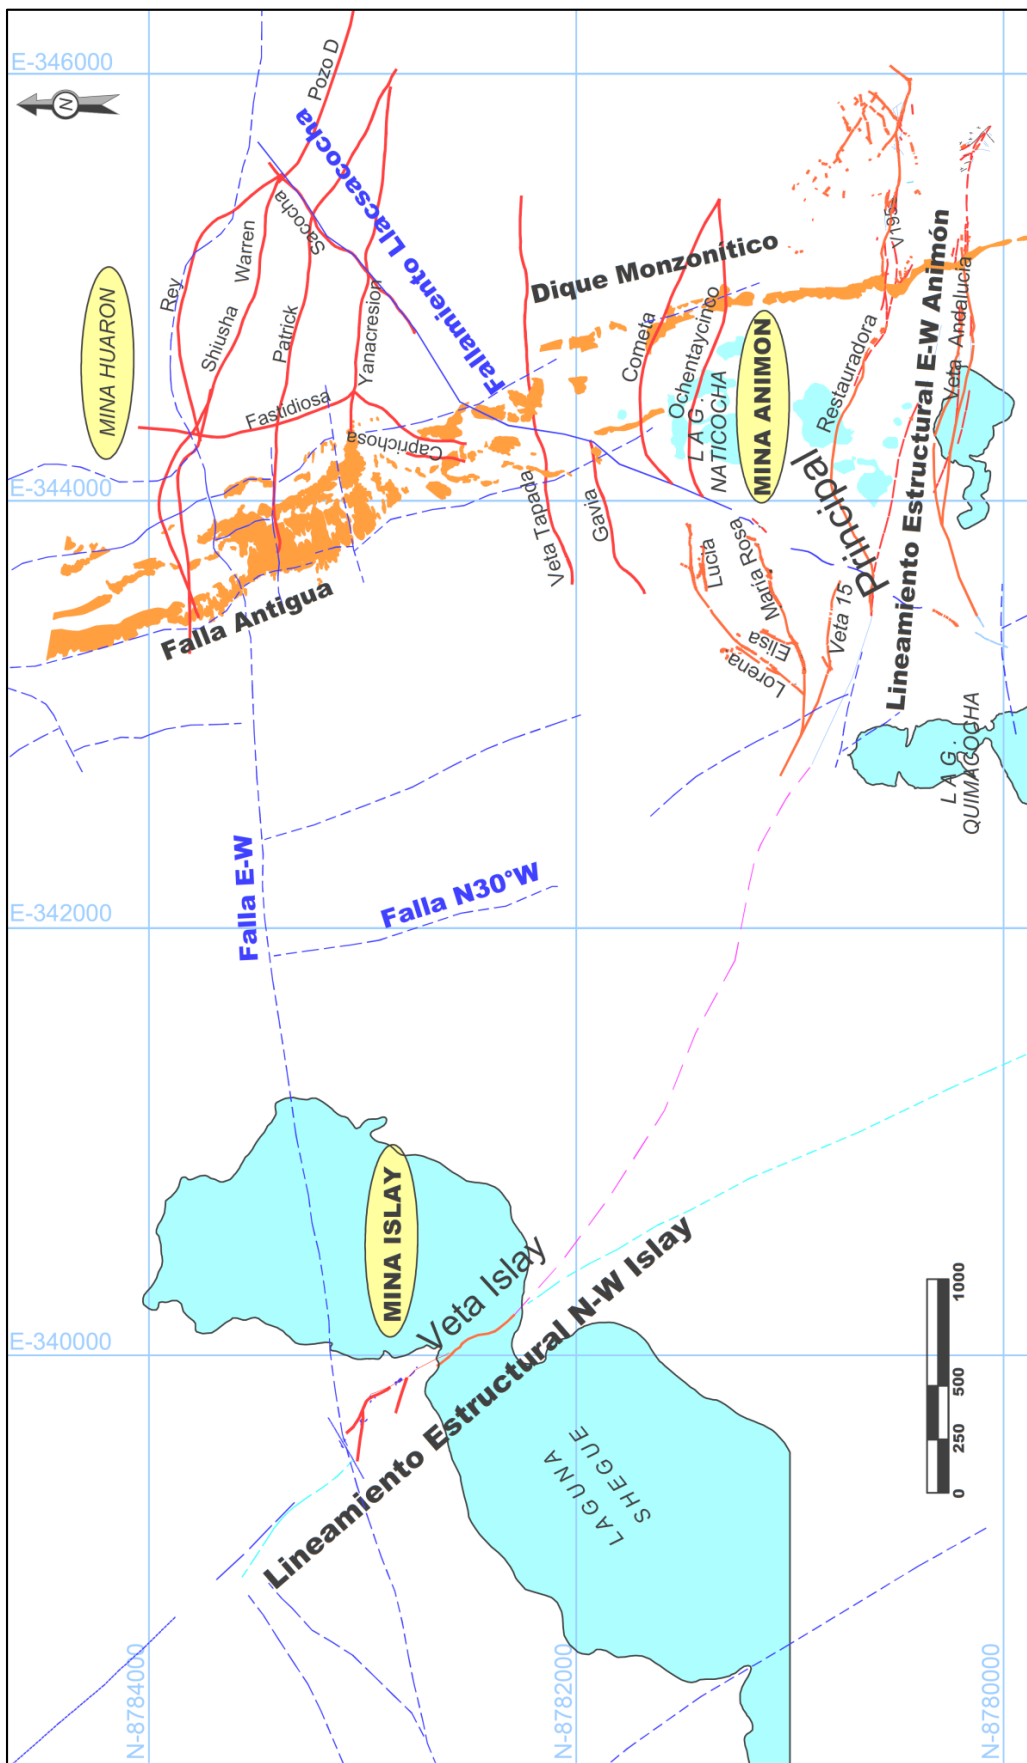 E-346000
N
Pozo D
Fallamiento Llacsacocha
Sacocha
Warren
Rey
Shiusha
Patrick
Yanacresion
MINA HUARON
Fastidiosa
Caprichosa
Falla Antigua
Dique Monzonítico
Cometa
Ochentaycinco
LAG.
NATICOCHA
MINA ANIMON
Restauradora
V195
Veta Andalucia
Lineamiento Estructural E-W Animón
Principal
E-344000
Veta Tapada
Gavia
Lucia
Maria Rosa
Elisa
Lorena
Veta 15
LAG.
QUIMACOCHA
Falla E-W
Falla N30°W
E-342000
MINA ISLAY
Veta Islay
Lineamiento Estructural N-W Islay
E-340000
LAGUNA
SHEGUE
0 250 500 1000
N-8784000
N-8782000
N-8780000